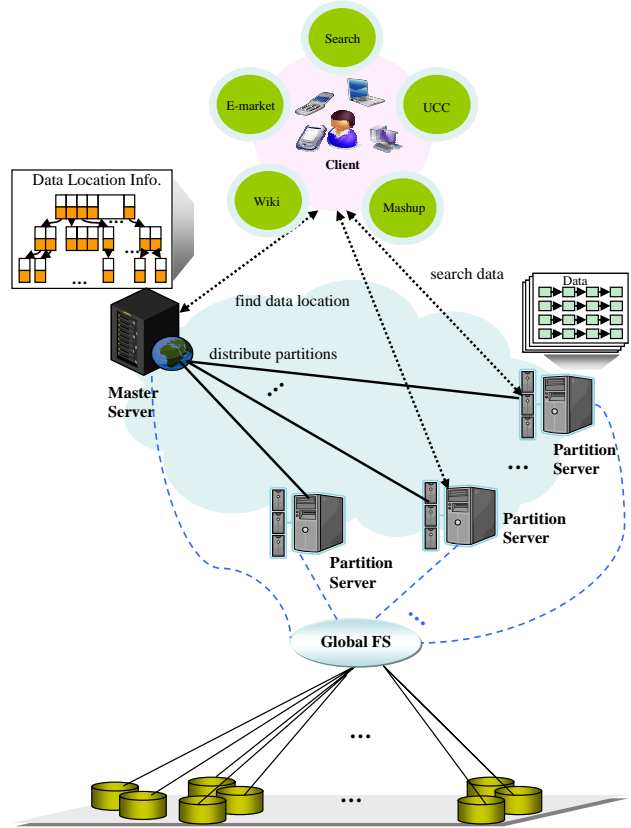 Search
E-market
UCC
Client
Wiki
Mashup
Data Location Info.
...
...
...
search data
find data location
Data
distribute partitions
...
Master
Server
Partition
Server
...
Partition
Server
Partition
Server
...
Global FS
...
...